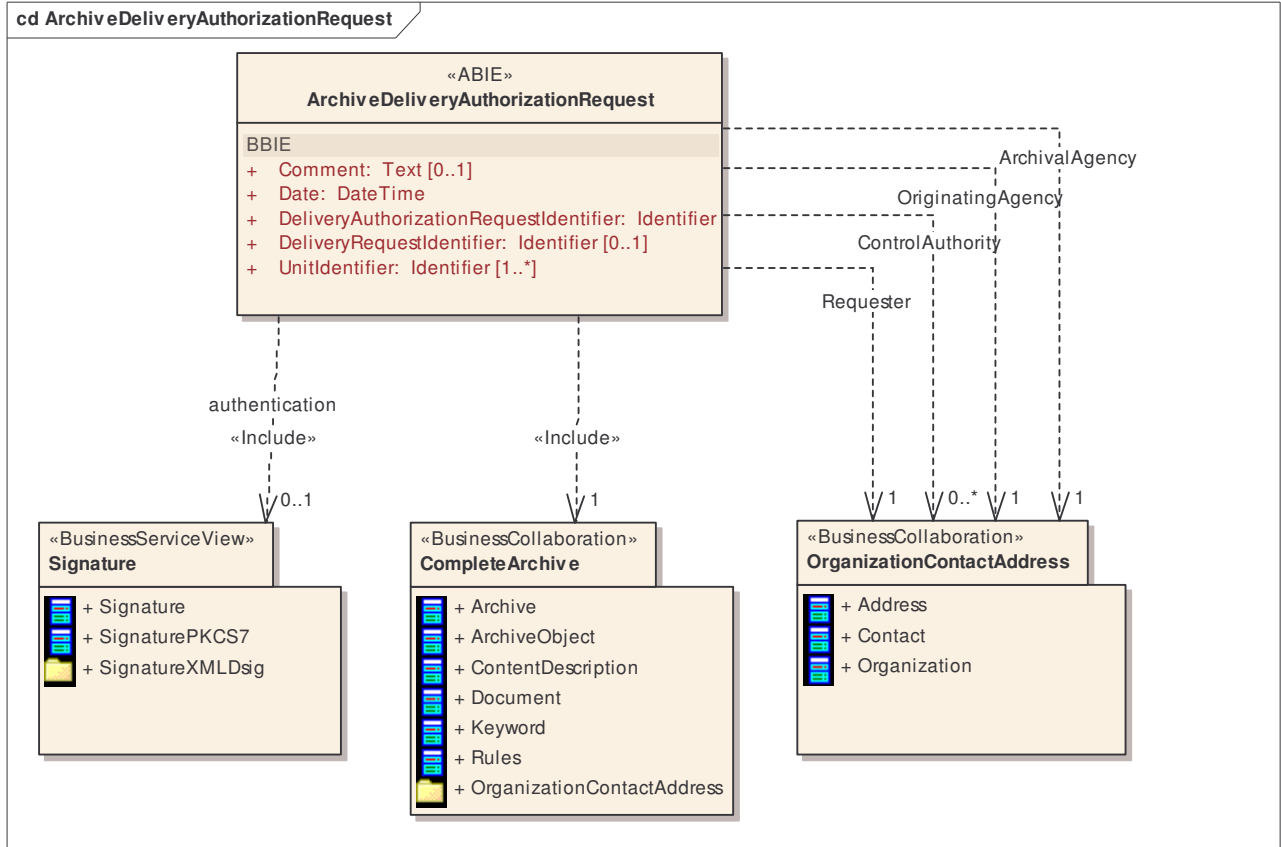 cd ArchiveDeliveryAuthorizationRequest
«ABIE»
ArchiveDeliveryAuthorizationRequest
BBIE
+ Comment: Text [0..1]
+ Date: DateTime
+ DeliveryAuthorizationRequestIdentifier: Identifier
+ DeliveryRequestIdentifier: Identifier [0..1]
+ UnitIdentifier: Identifier [1..*]
ArchivalAgency
OriginatingAgency
ControlAuthority
Requester
authentication
«Include»
«Include»
0..1
1
1
0..*
1
1
«BusinessServiceView»
Signature
+ Signature
+ SignaturePKCS7
+ SignatureXMLDsig
«BusinessCollaboration»
CompleteArchive
+ Archive
+ ArchiveObject
+ ContentDescription
+ Document
+ Keyword
+ Rules
+ OrganizationContactAddress
«BusinessCollaboration»
OrganizationContactAddress
+ Address
+ Contact
+ Organization